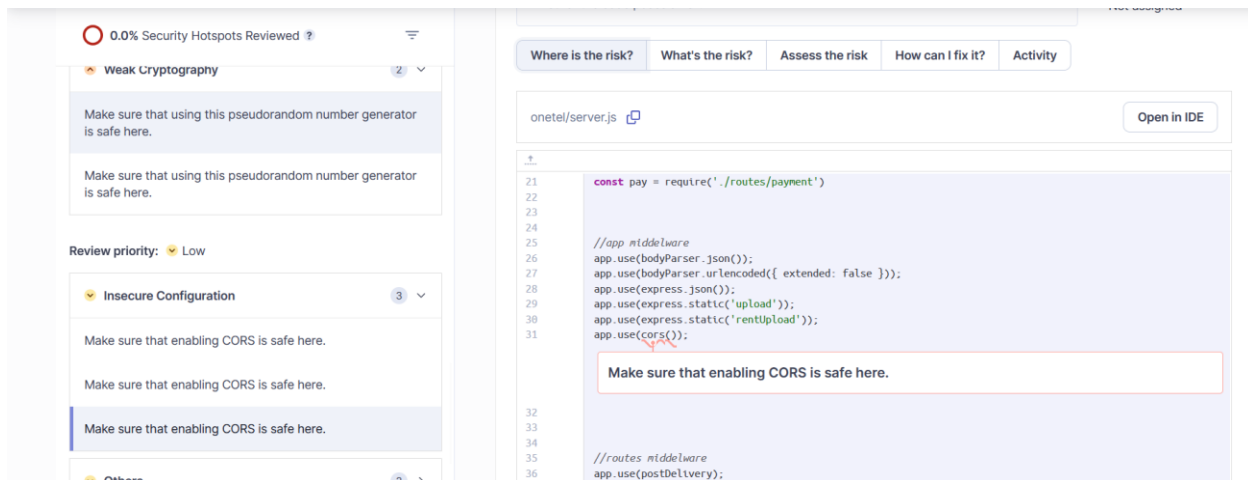 0.0% Security Hotspots Reviewed ?
Weak Cryptography 2
Make sure that using this pseudorandom number generator
is safe here.
Make sure that using this pseudorandom number generator
is safe here.
Review priority: Low
Insecure Configuration 3
Make sure that enabling CORS is safe here.
Make sure that enabling CORS is safe here.
Make sure that enabling CORS is safe here.
Others
Not assigned
Where is the risk? What's the risk? Assess the risk How can I fix it? Activity
onetel/server.js Open in IDE
21 const pay = require('./routes/payment')
22
23
24
25 //app middelware
26 app.use(bodyParser.json());
27 app.use(bodyParser.urlencoded({ extended: false }));
28 app.use(express.json());
29 app.use(express.static('upload'));
30 app.use(express.static('rentUpload'));
31 app.use(cors());
Make sure that enabling CORS is safe here.
32
33
34
35 //routes middelware
36 app.use(postDelivery);